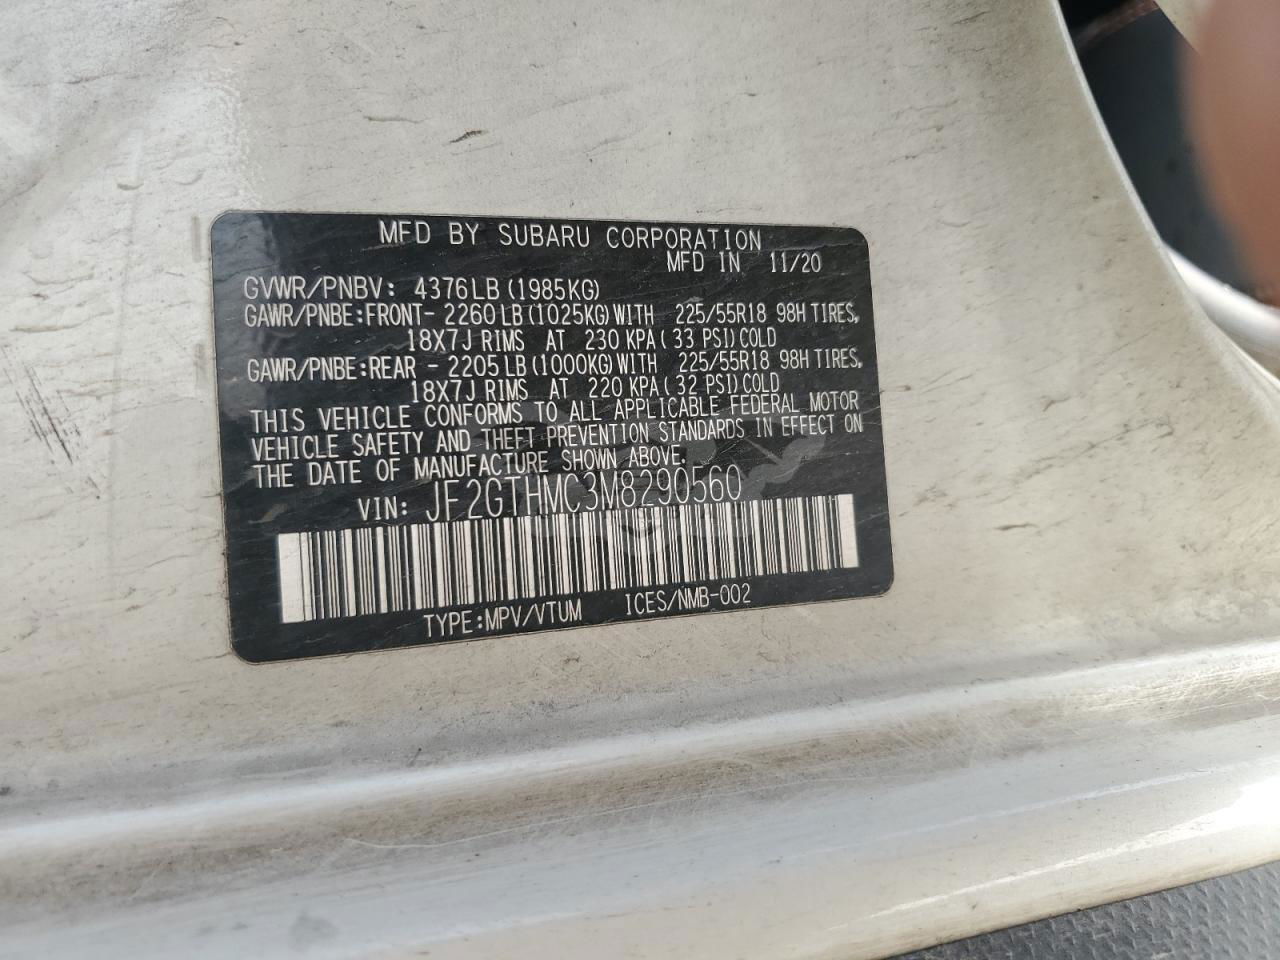 MFD BY SUBARU CORPORATION
MFD IN 11/20
GVWR/PNBV: 4376LB(1985KG)
GAWR/PNBE:FRONT- 2260LB(1025KG)WITH 225/55R18 98H TIRES,
18X7J RIMS AT 230 KPA(33 PSI)COLD
GAWR/PNBE:REAR - 2205LB(1000KG)WITH 225/55R18 98H TIRES,
18X7J RIMS AT 220 KPA(32 PSI)COLD
THIS VEHICLE CONFORMS TO ALL APPLICABLE FEDERAL MOTOR
VEHICLE SAFETY AND THEFT PREVENTION STANDARDS IN EFFECT ON
THE DATE OF MANUFACTURE SHOWN ABOVE.
VIN: JF2GTHMC3M8290560
TYPE:MPV/VTUM ICES/NMB-002